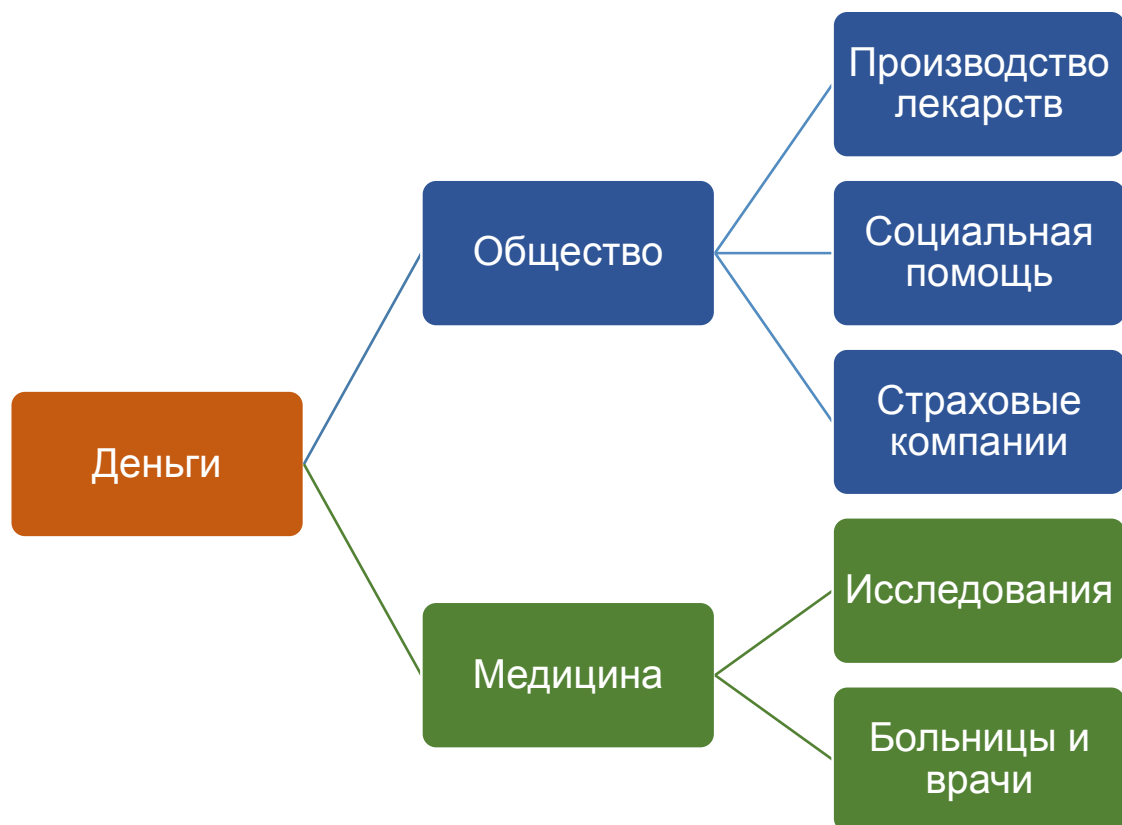 Производство
лекарств
Общество
Социальная
помощь
Страховые
компании
Деньги
Исследования
Медицина
Больницы и
врачи